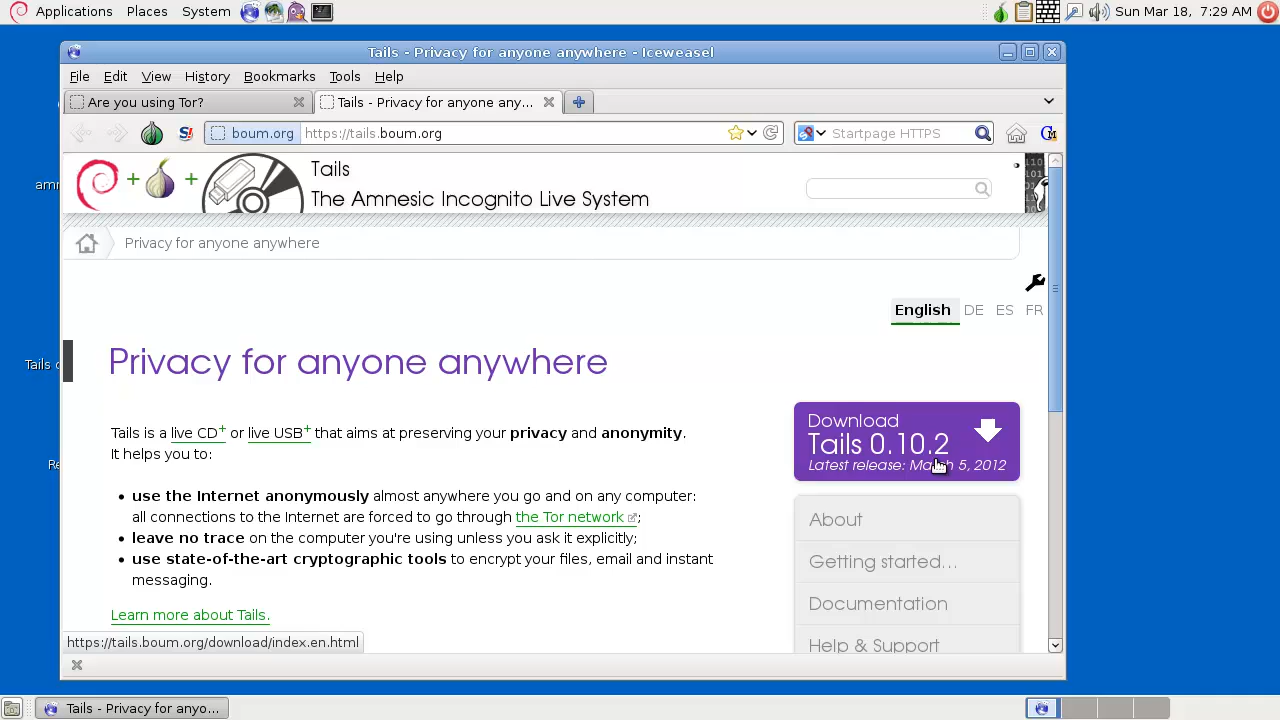 Applications Places System
Sun Mar 18, 7:29 AM
Tails - Privacy for anyone anywhere - Iceweasel
File Edit View History Bookmarks Tools Help
Are you using Tor?
Tails - Privacy for anyone any...
boum.org https://tails.boum.org
Startpage HTTPS
Tails
The Amnesic Incognito Live System
Privacy for anyone anywhere
English DE ES FR
Privacy for anyone anywhere
Tails is a live CD+ or live USB+ that aims at preserving your privacy and anonymity.
It helps you to:
• use the Internet anonymously almost anywhere you go and on any computer:
all connections to the Internet are forced to go through the Tor network;
• leave no trace on the computer you're using unless you ask it explicitly;
• use state-of-the-art cryptographic tools to encrypt your files, email and instant
messaging.
Learn more about Tails.
Download
Tails 0.10.2
Latest release: March 5, 2012
About
Getting started...
Documentation
Help & Support
https://tails.boum.org/download/index.en.html
Tails - Privacy for anyo...